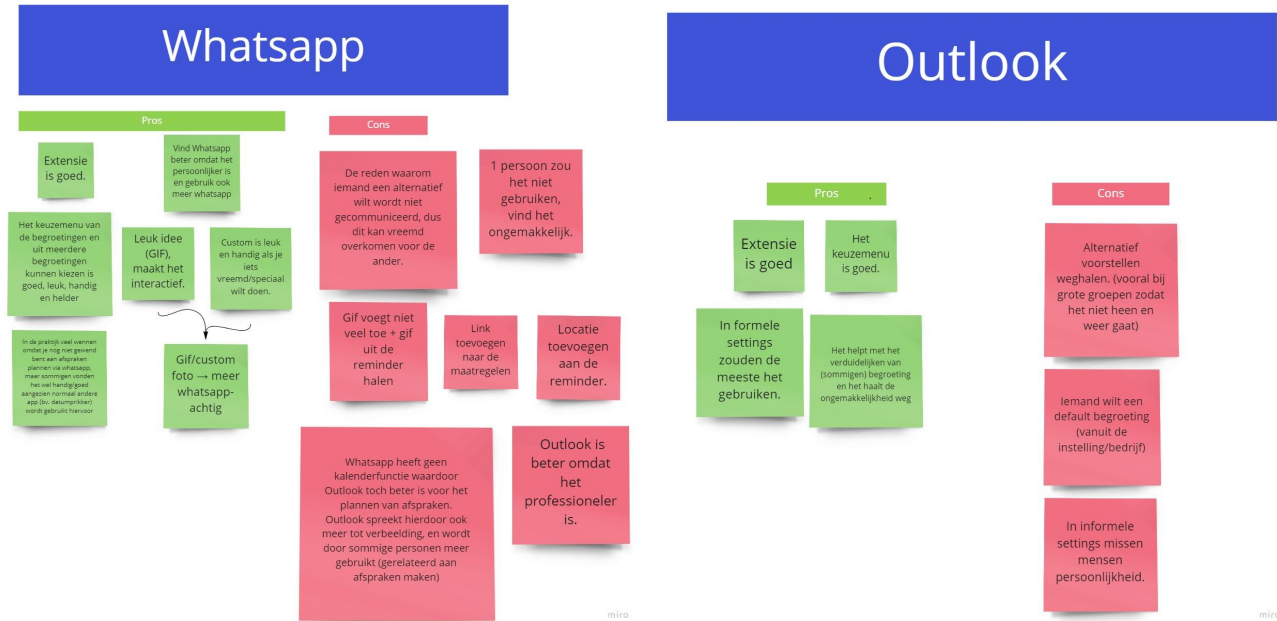 Whatsapp
Pros
Extensie
is goed.
Vind Whatsapp
beter omdat het
persoonlijker is
en gebruik ook
meer whatsapp
Het keuzemenu van
de begroetingen en
uit meerdere
begroetingen
kunnen kiezen is
goed, leuk, handig
en helder
Leuk idee
(GIF),
maakt het
interactief.
Custom is leuk
en handig als je
iets
vreemd/speciaal
wilt doen.
In de praktijk veel wennen
omdat je nog niet gewend
bent aan afspraken
plannen via whatsapp,
maar sommigen vonden
het wel handig/goed
aangezien normaal andere
app (bv. datumprikker)
wordt gebruikt hiervoor
Gif/custom
foto → meer
whatsapp-
achtig
Cons
De reden waarom
iemand een alternatief
wilt wordt niet
gecommuniceerd, dus
dit kan vreemd
overkomen voor de
ander.
1 persoon zou
het niet
gebruiken,
vind het
ongemakkelijk.
Gif voegt niet
veel toe + gif
uit de
reminder
halen
Link
toevoegen
naar de
maatregelen
Locatie
toevoegen
aan de
reminder.
Whatsapp heeft geen
kalenderfunctie waardoor
Outlook toch beter is voor het
plannen van afspraken.
Outlook spreekt hierdoor ook
meer tot verbeelding, en wordt
door sommige personen meer
gebruikt (gerelateerd aan
afspraken maken)
Outlook is
beter omdat
het
professioneler
is.
miro
Outlook
Pros
.
Extensie
is goed
Het
keuzemenu
is goed.
In formele
settings
zouden de
meeste het
gebruiken.
Het helpt met het
verduidelijken van
(sommigen) begroeting
en het haalt de
ongemakkelijkheid weg
Cons
Alternatief
voorstellen
weghalen. (vooral bij
grote groepen zodat
het niet heen en
weer gaat)
Iemand wilt een
default begroeting
(vanuit de
instelling/bedrijf)
In informele
settings missen
mensen
persoonlijkheid.
miro